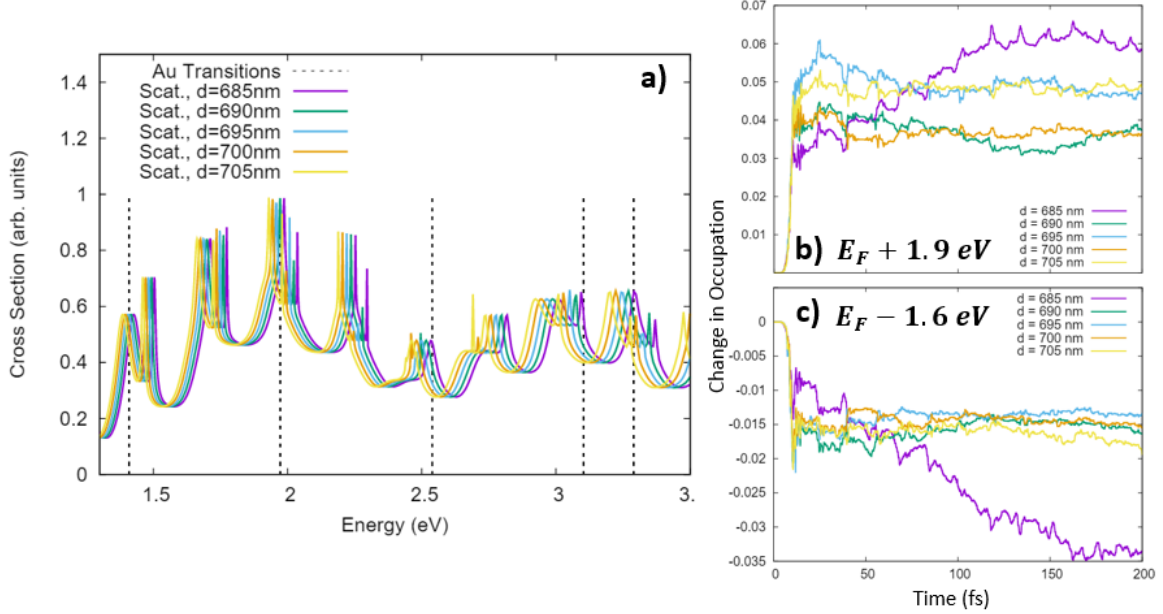 a)
Au Transitions
Scat., d=685nm
Scat., d=690nm
Scat., d=695nm
Scat., d=700nm
Scat., d=705nm
Cross Section (arb. units)
1.4
1.2
1
0.8
0.6
0.4
0.2
0
1.5
2
2.5
3
3.
Energy (eV)
0.07
0.06
0.05
0.04
0.03
0.02
0.01
b) E_F + 1.9 eV
d = 685 nm
d = 690 nm
d = 695 nm
d = 700 nm
d = 705 nm
Change in Occupation
0
-0.005
-0.01
-0.015
-0.02
-0.025
-0.03
-0.035
c) E_F − 1.6 eV
d = 685 nm
d = 690 nm
d = 695 nm
d = 700 nm
d = 705 nm
0
50
100
150
200
Time (fs)